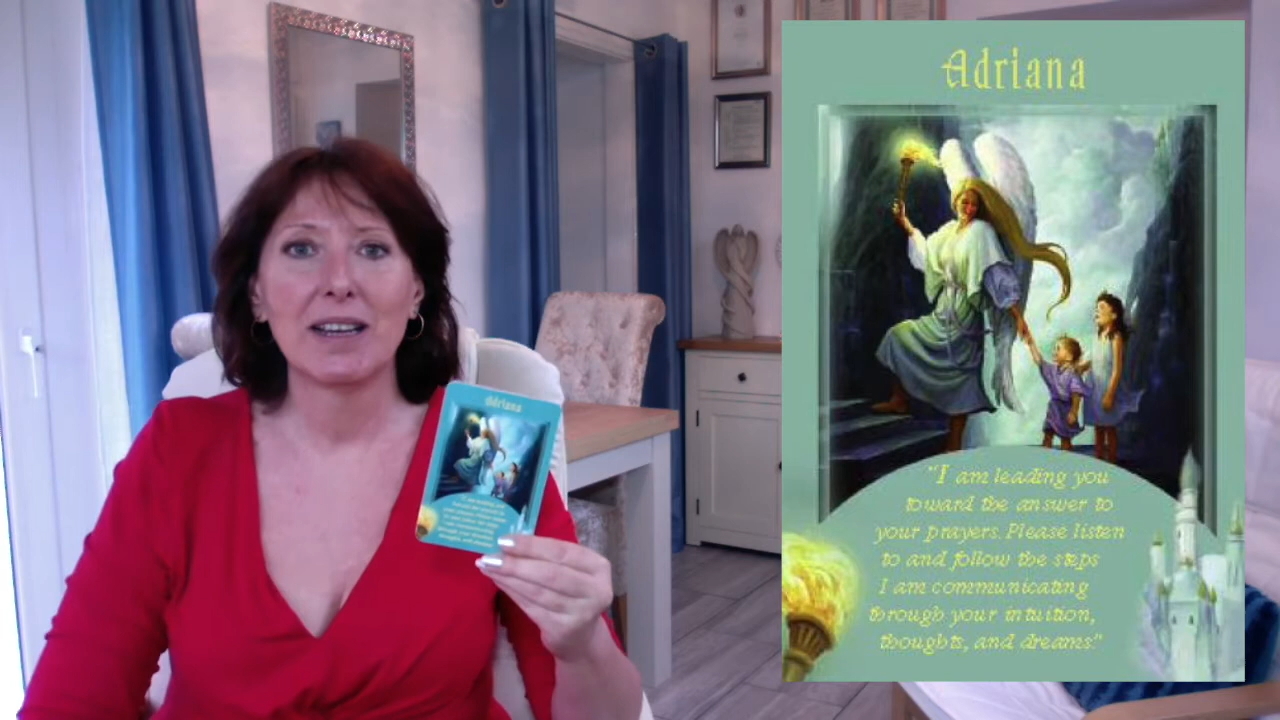 Adriana
"I am leading you
toward the answer to
your prayers. Please listen
to and follow the steps
I am communicating
through your intuition,
thoughts, and dreams."
Adriana